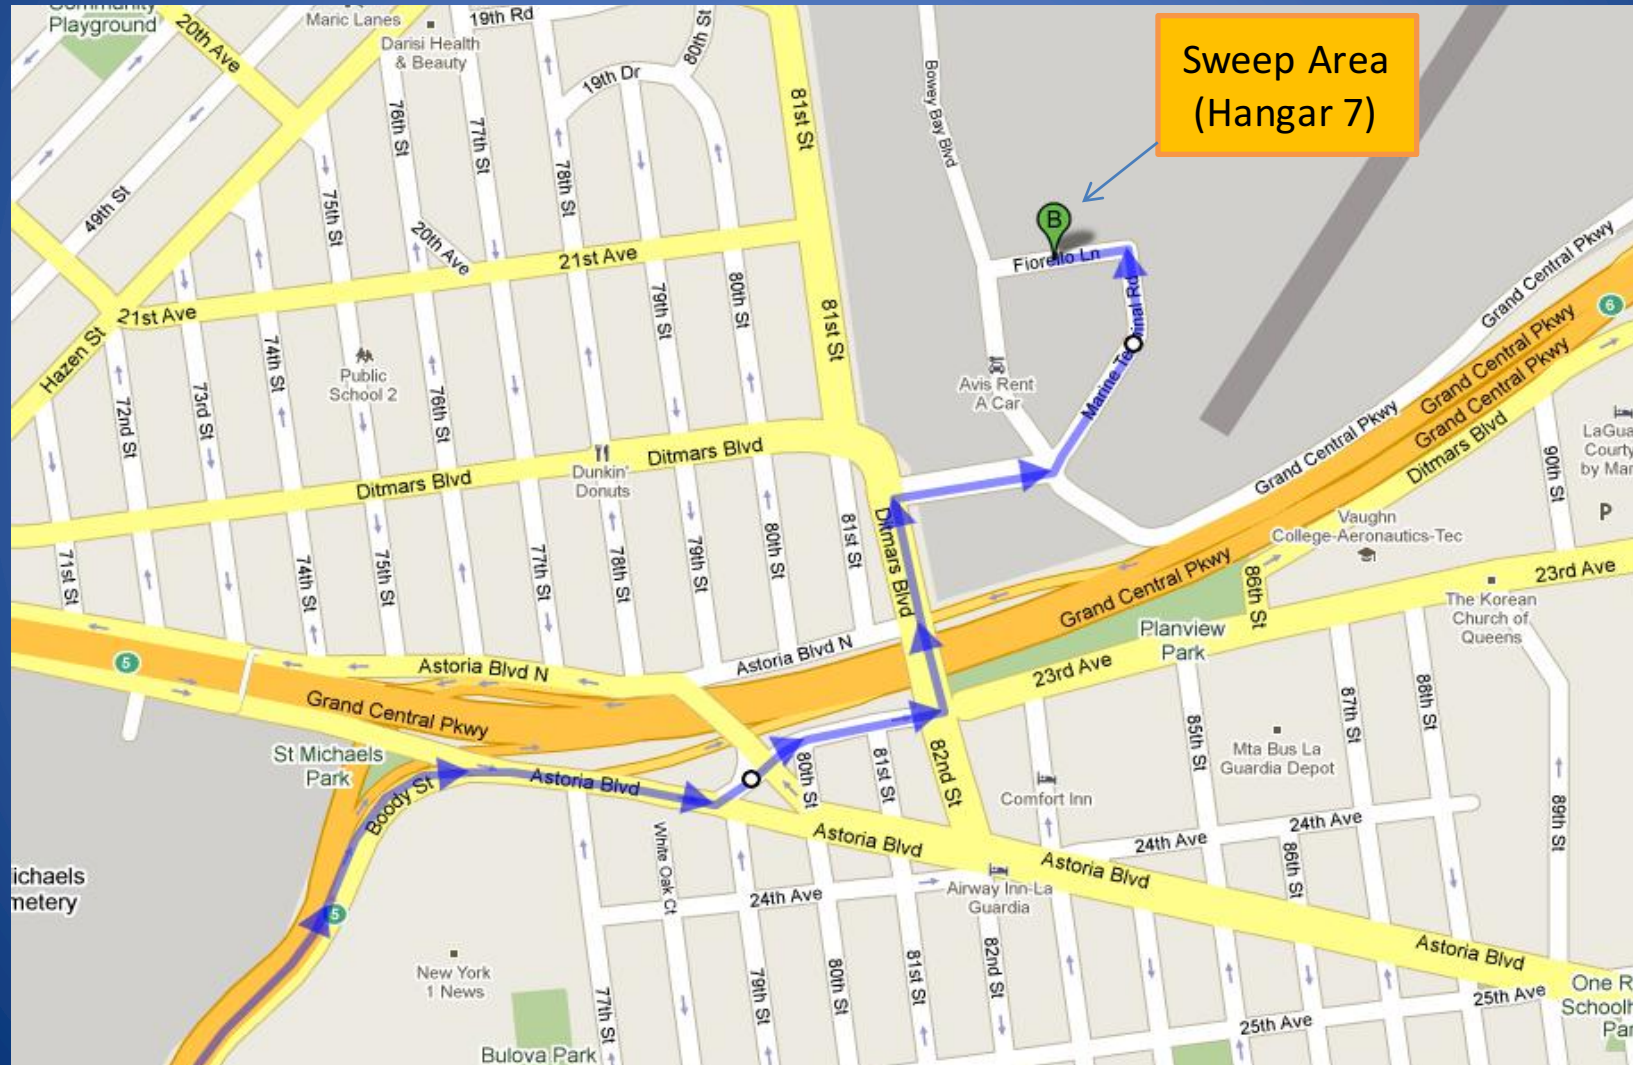 Community
Playground
20th Ave
Maric Lanes
Darisi Health
& Beauty
19th Rd
80th St
19th Dr
81st St
Bowey Bay Blvd
Sweep Area
(Hangar 7)
B
Fiorello Ln
49th St
76th St
77th St
78th St
75th St
20th Ave
21st Ave
79th St
80th St
81st St
21st Ave
Hazen St
74th St
Public
School 2
72nd St
73rd St
76th St
Avis Rent
A Car
Grand Central Pkwy
Grand Central Pkwy
Grand Central Pkwy
6
Grand Central Pkwy
Ditmars Blvd
90th St
P
Dunkin'
Donuts
Ditmars Blvd
Ditmars Blvd
Ditmars Blvd
71st St
74th St
75th St
77th St
78th St
79th St
80th St
81st St
Vaughn
College-Aeronautics-Tec
86th St
23rd Ave
The Korean
Church of
Queens
Grand Central Pkwy
Planview
Park
23rd Ave
5
Astoria Blvd N
Astoria Blvd N
Grand Central Pkwy
St Michaels
Park
Boody St
Astoria Blvd
80th St
81st St
82nd St
Comfort Inn
85th St
87th St
88th St
Mta Bus La
Guardia Depot
89th St
24th Ave
24th Ave
86th St
Astoria Blvd
Astoria Blvd
Airway Inn-La
Guardia
White Oak Ct
24th Ave
5
New York
1 News
77th St
79th St
80th St
81st St
82nd St
Astoria Blvd
25th Ave
25th Ave
One R
Bulova Park